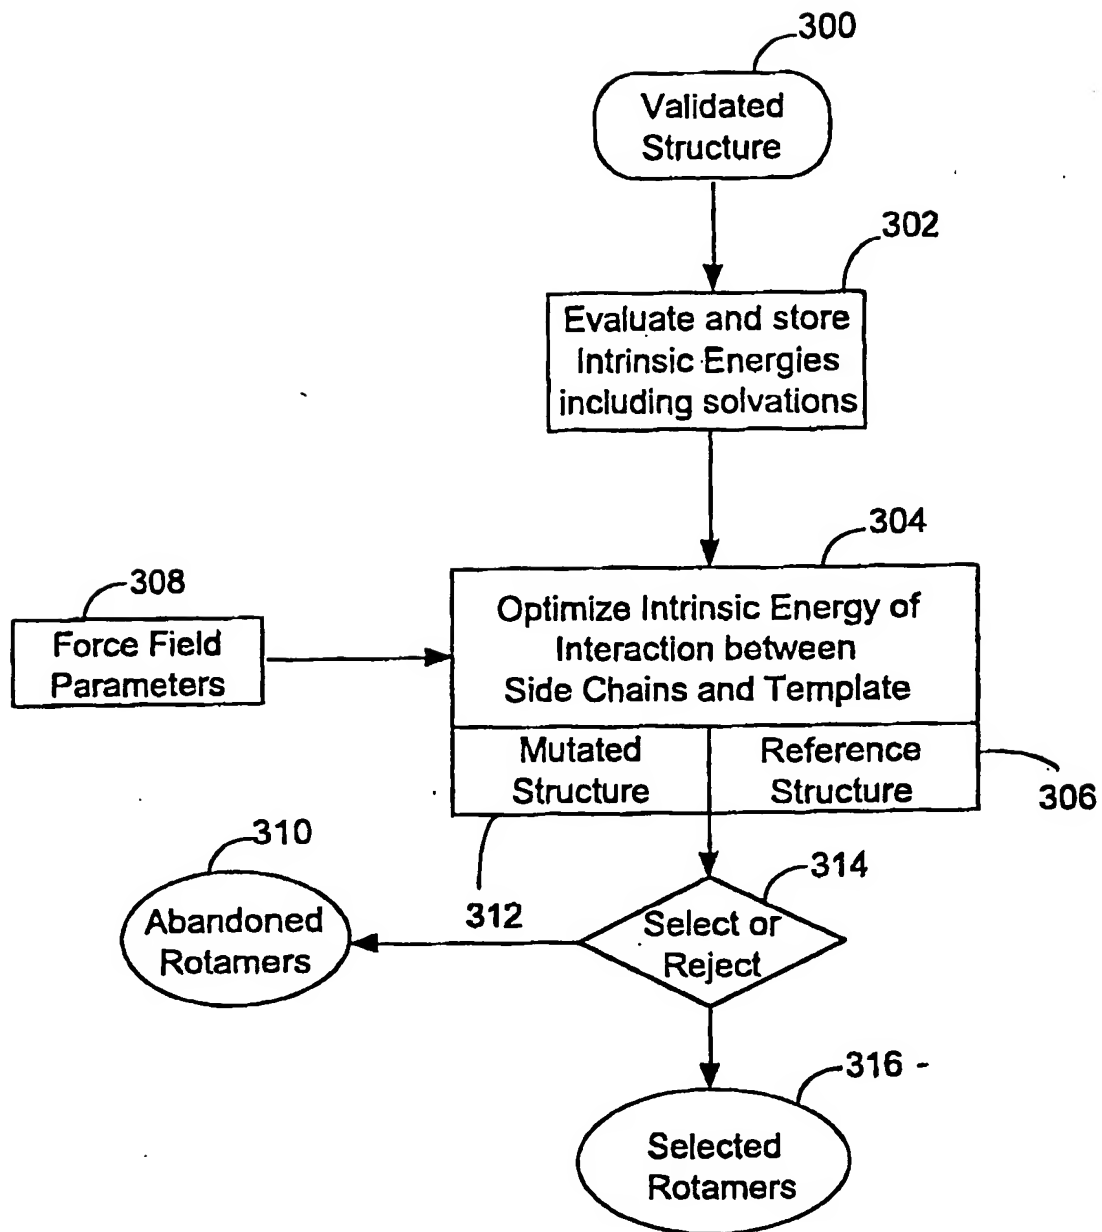 300
Validated
Structure
302
Evaluate and store
Intrinsic Energies
including solvations
304
308
Optimize Intrinsic Energy of
Interaction between
Side Chains and Template
Force Field
Parameters
Mutated
Structure
Reference
Structure
306
310
312
314
Abandoned
Rotamers
Select or
Reject
316 -
Selected
Rotamers